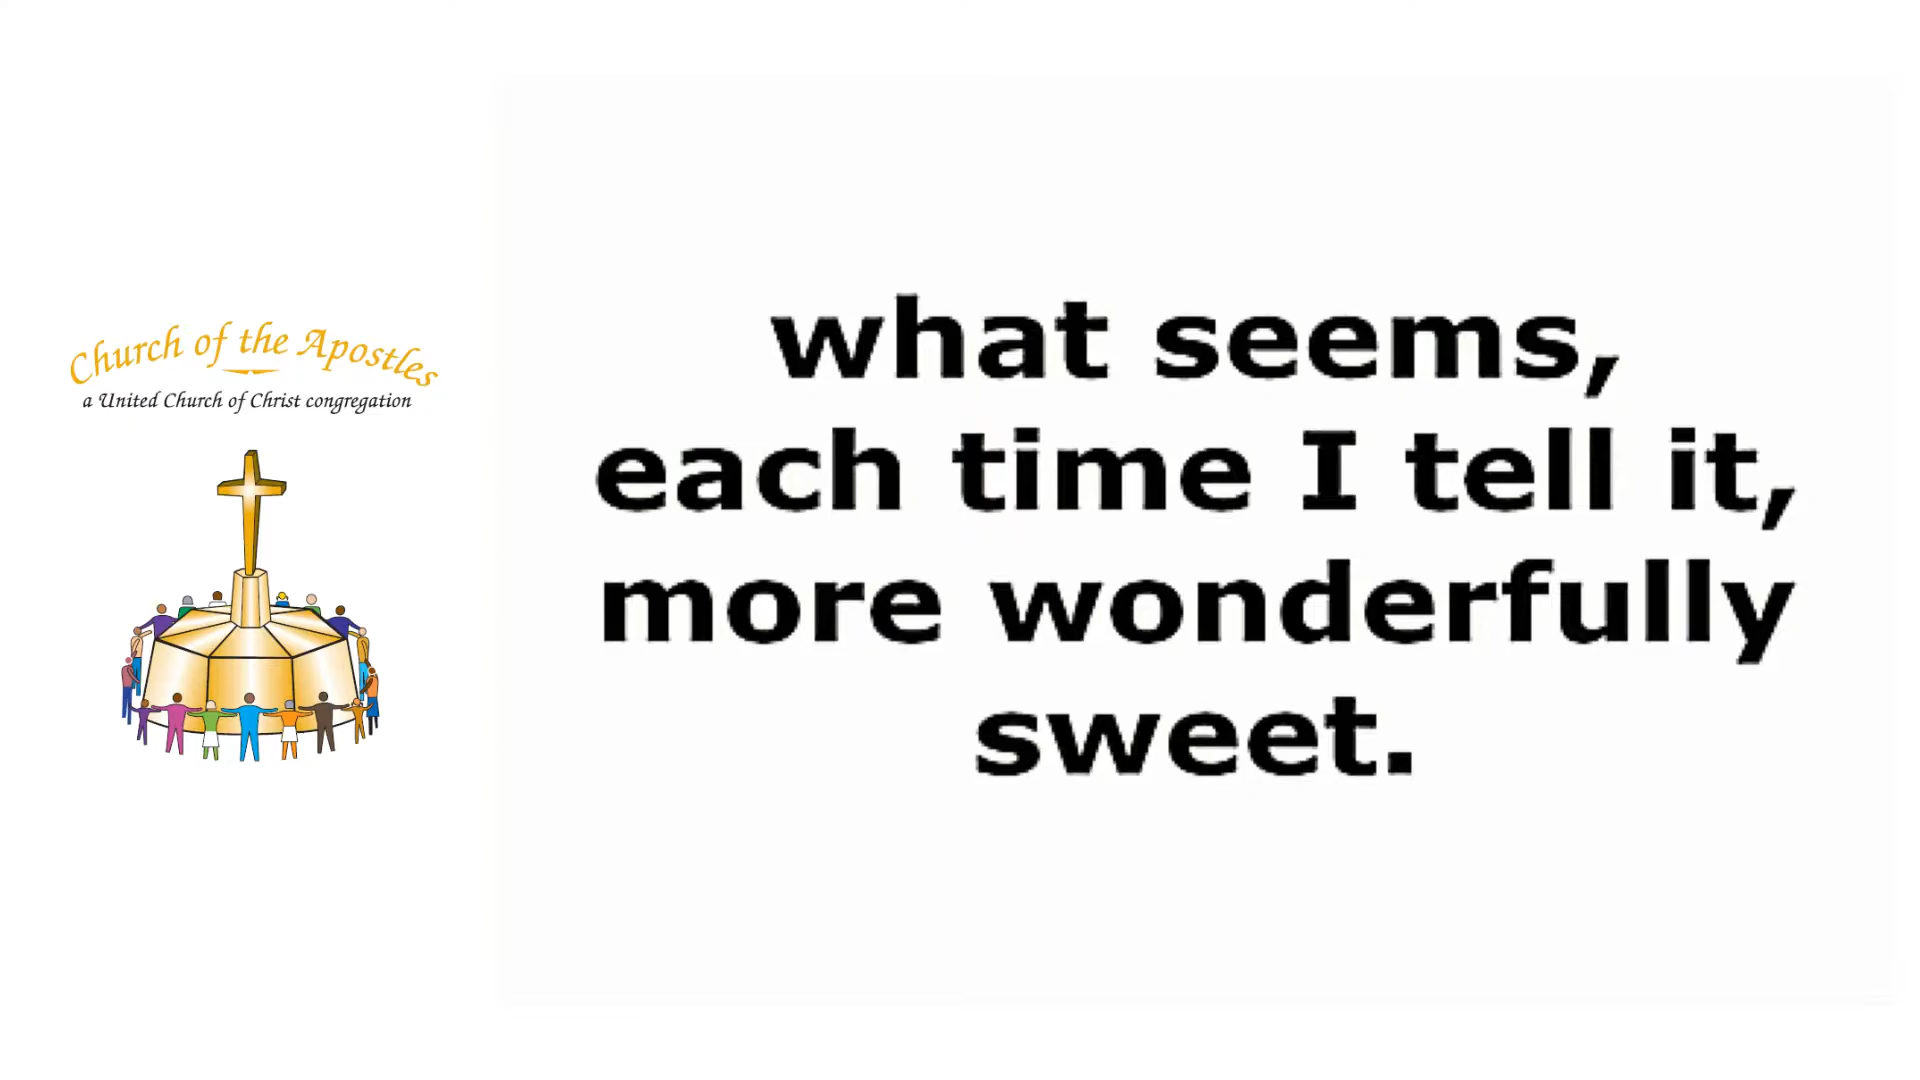 Church of the Apostles
a United Church of Christ congregation
what seems,
each time I tell it,
more wonderfully
sweet.